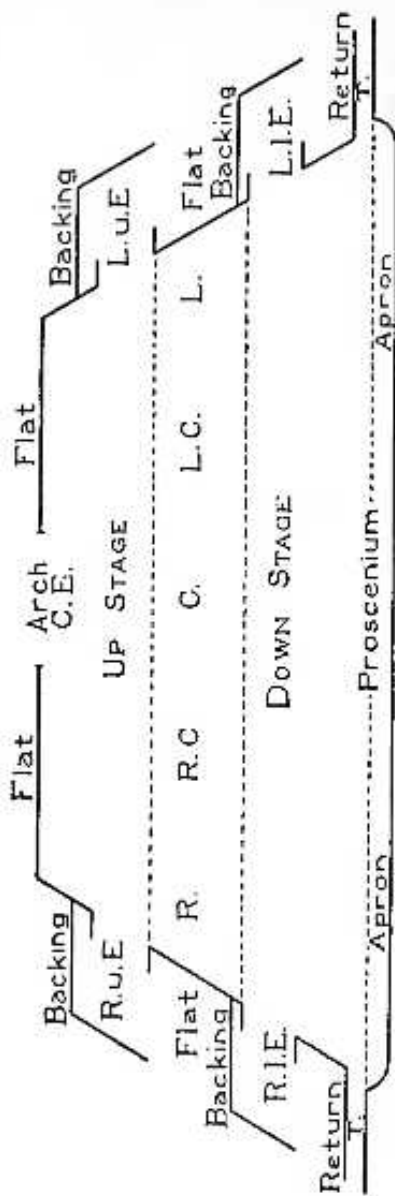 Flat Arch Flat
C.E.
Backing Backing
R.U.E UP STAGE L.U.E
R. R.C C. L.C. L.
Flat Flat
Backing Backing
R.I.E. DOWN STAGE L.I.E.
Return Return
T. Proscenium T.
Apron Apron